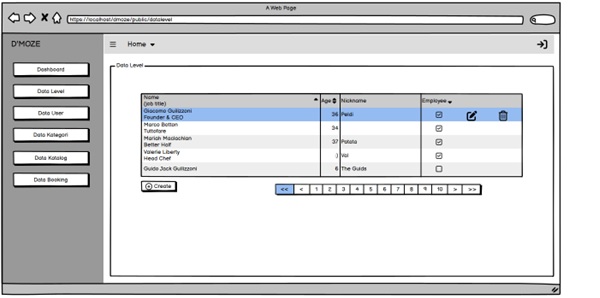 A Web Page
https://localhost/dmoze/public/datalevel
D'MOZE
Home
Dashboard
Data Level
Data User
Data Kategori
Data Katalog
Data Booking
Data Level
Name
(job title)
Age
Nickname
Employee
Giacomo Guilizzoni
Founder & CEO
36
Peldi
Marco Botton
Tuttofare
34
Mariah Maclachlan
Better Half
37
Patata
Valerie Liberty
Head Chef
:)
Val
Guido Jack Guilizzoni
6
The Guids
Create
<< < 1 2 3 4 5 6 7 8 9 10 > >>